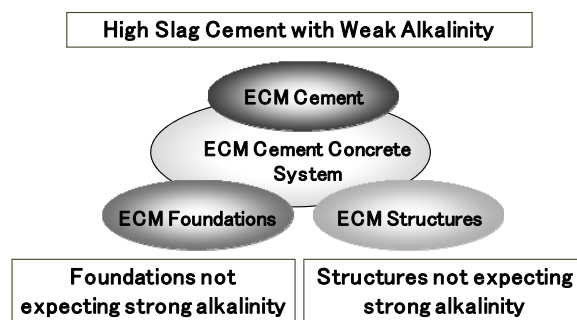 High Slag Cement with Weak Alkalinity
ECM Cement
ECM Cement Concrete
System
ECM Foundations
ECM Structures
Foundations not
expecting strong alkalinity
Structures not expecting
strong alkalinity